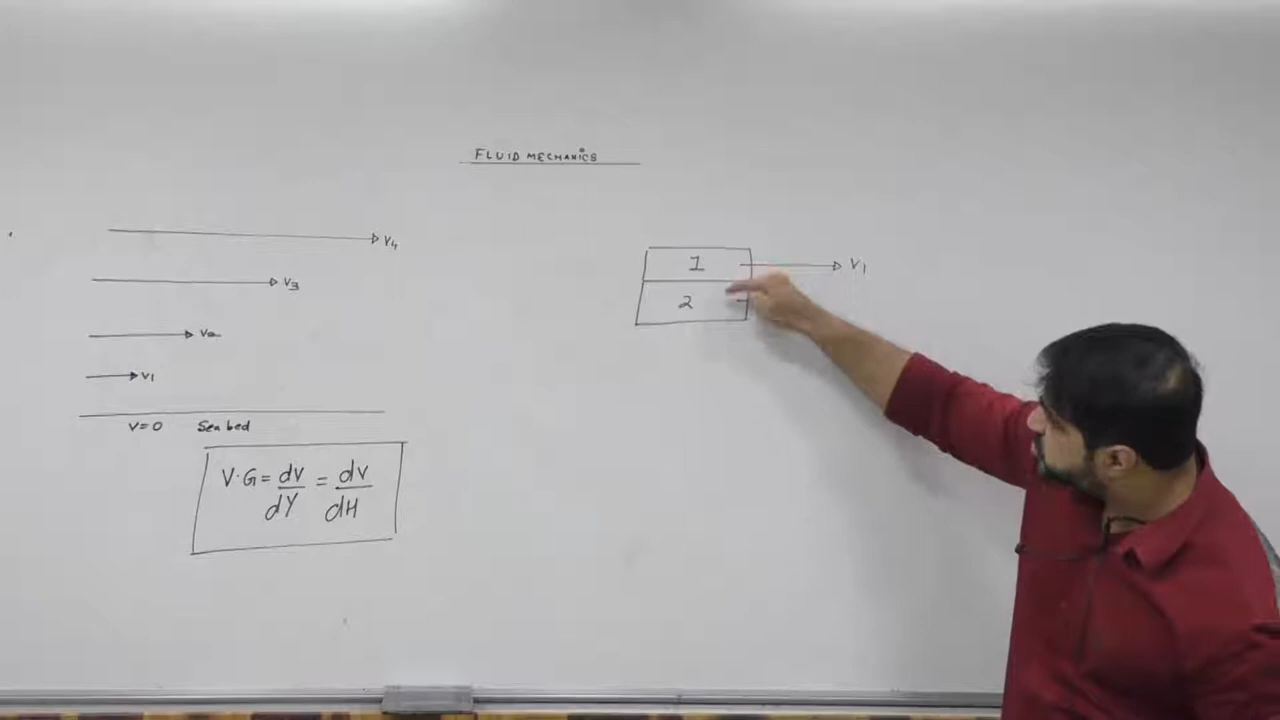 FLUID MECHANICS
V4
V3
V2
V1
V=0 Sea bed
V·G = dv/dY = dv/dH
1
V1
2